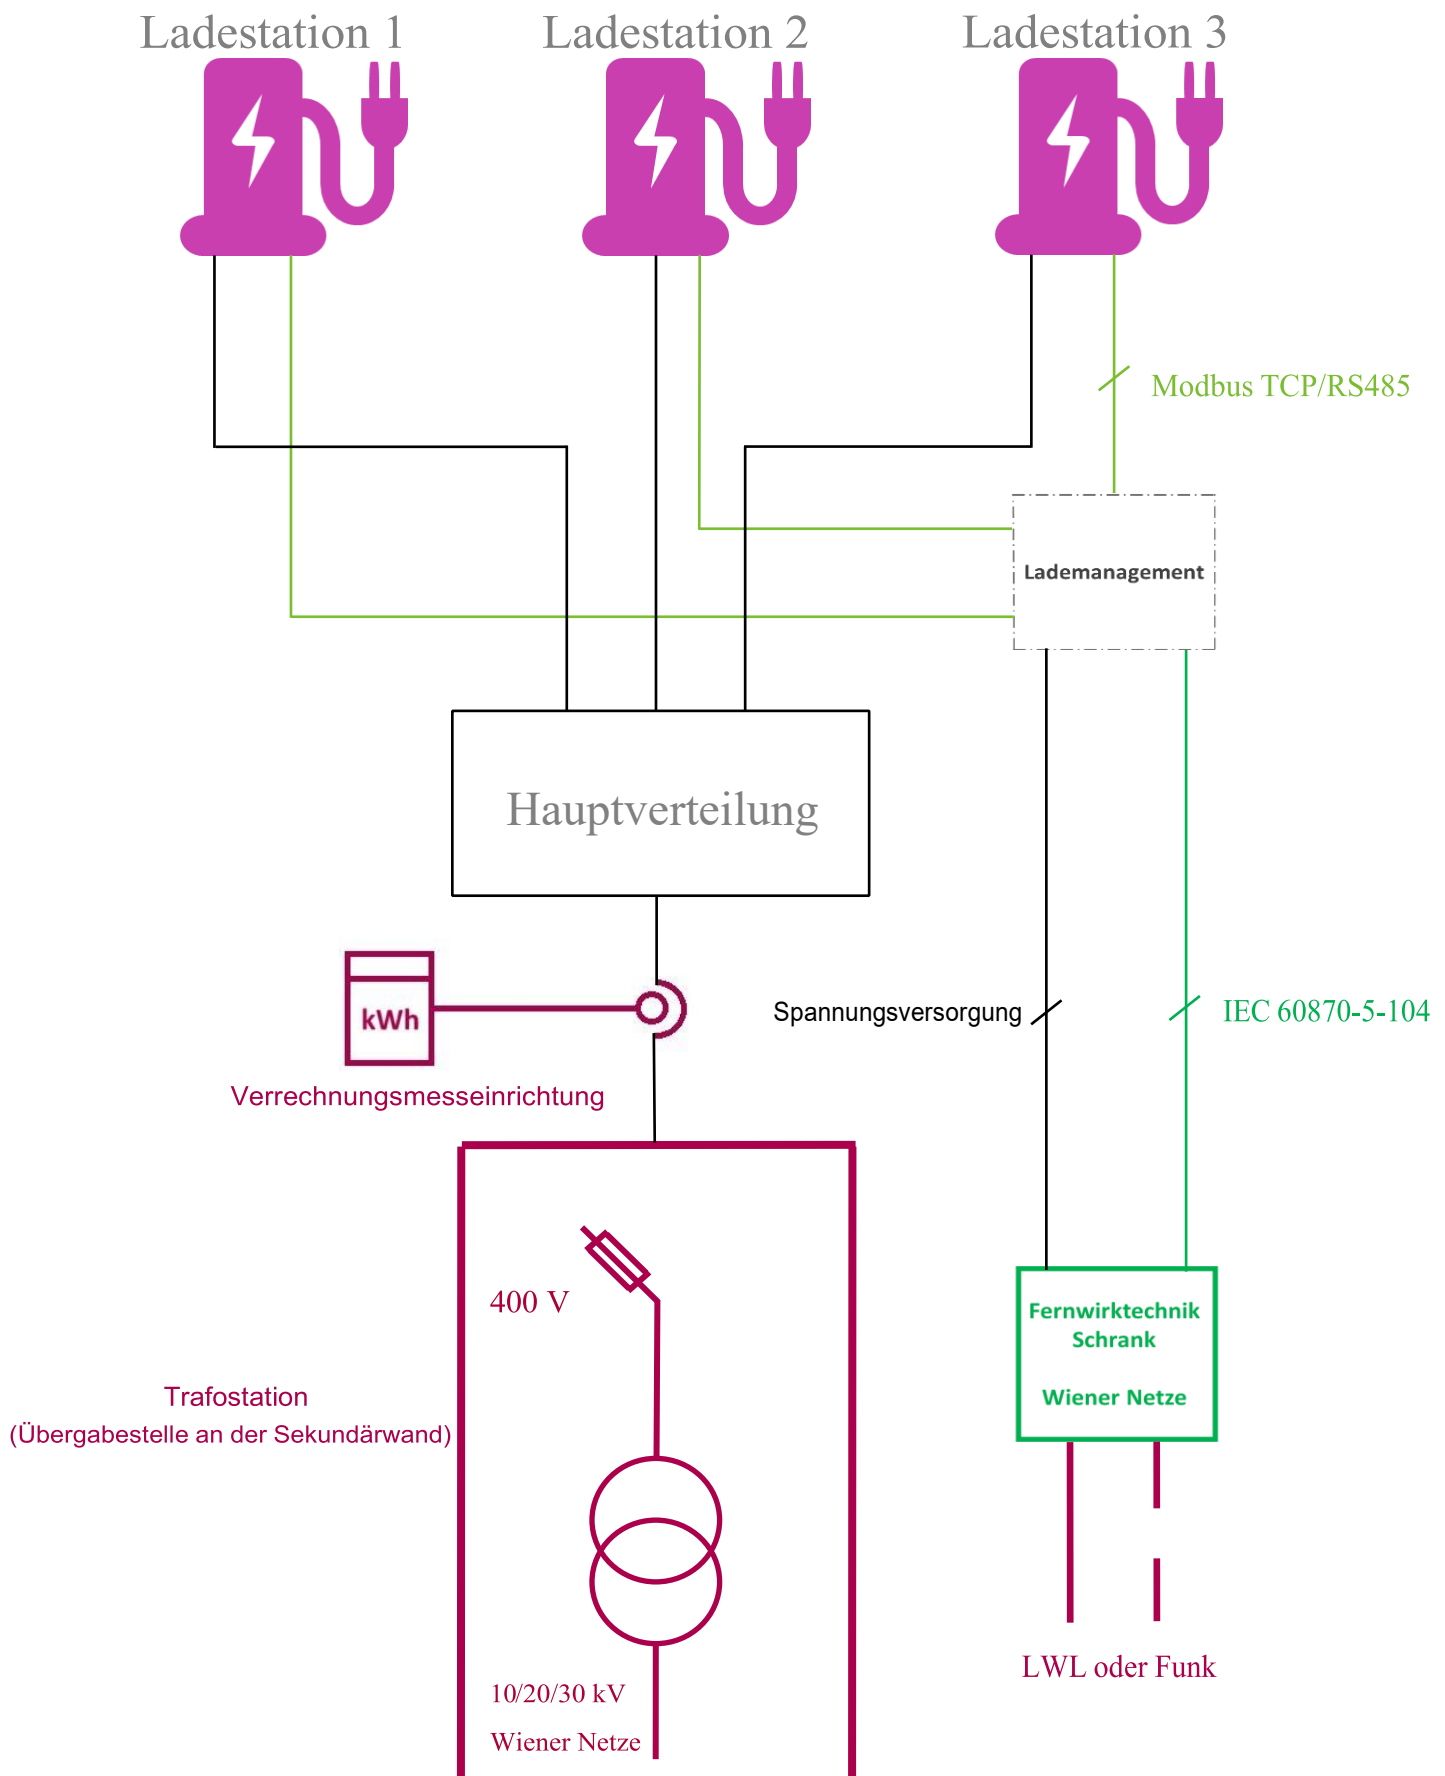 Ladestation 1
Ladestation 2
Ladestation 3
Modbus TCP/RS485
Lademanagement
Hauptverteilung
kWh
Verrechnungsmesseinrichtung
Spannungsversorgung
IEC 60870-5-104
400 V
Trafostation
(Übergabestelle an der Sekundärwand)
10/20/30 kV
Wiener Netze
Fernwirktechnik
Schrank
Wiener Netze
LWL oder Funk